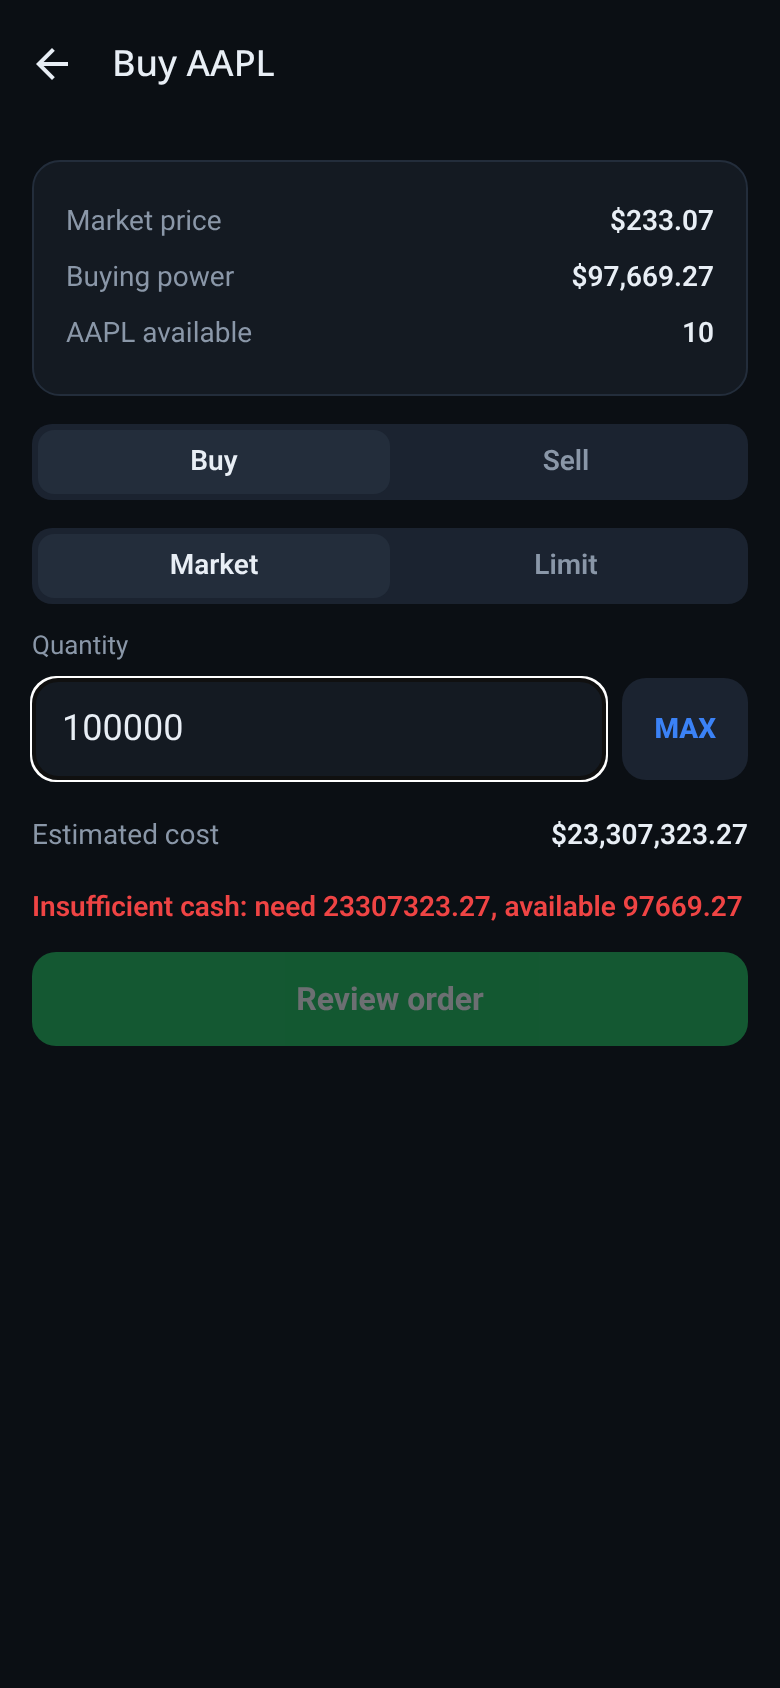 Buy AAPL
Market price $233.07
Buying power $97,669.27
AAPL available 10
Buy Sell
Market Limit
Quantity
100000 MAX
Estimated cost $23,307,323.27
Insufficient cash: need 23307323.27, available 97669.27
Review order